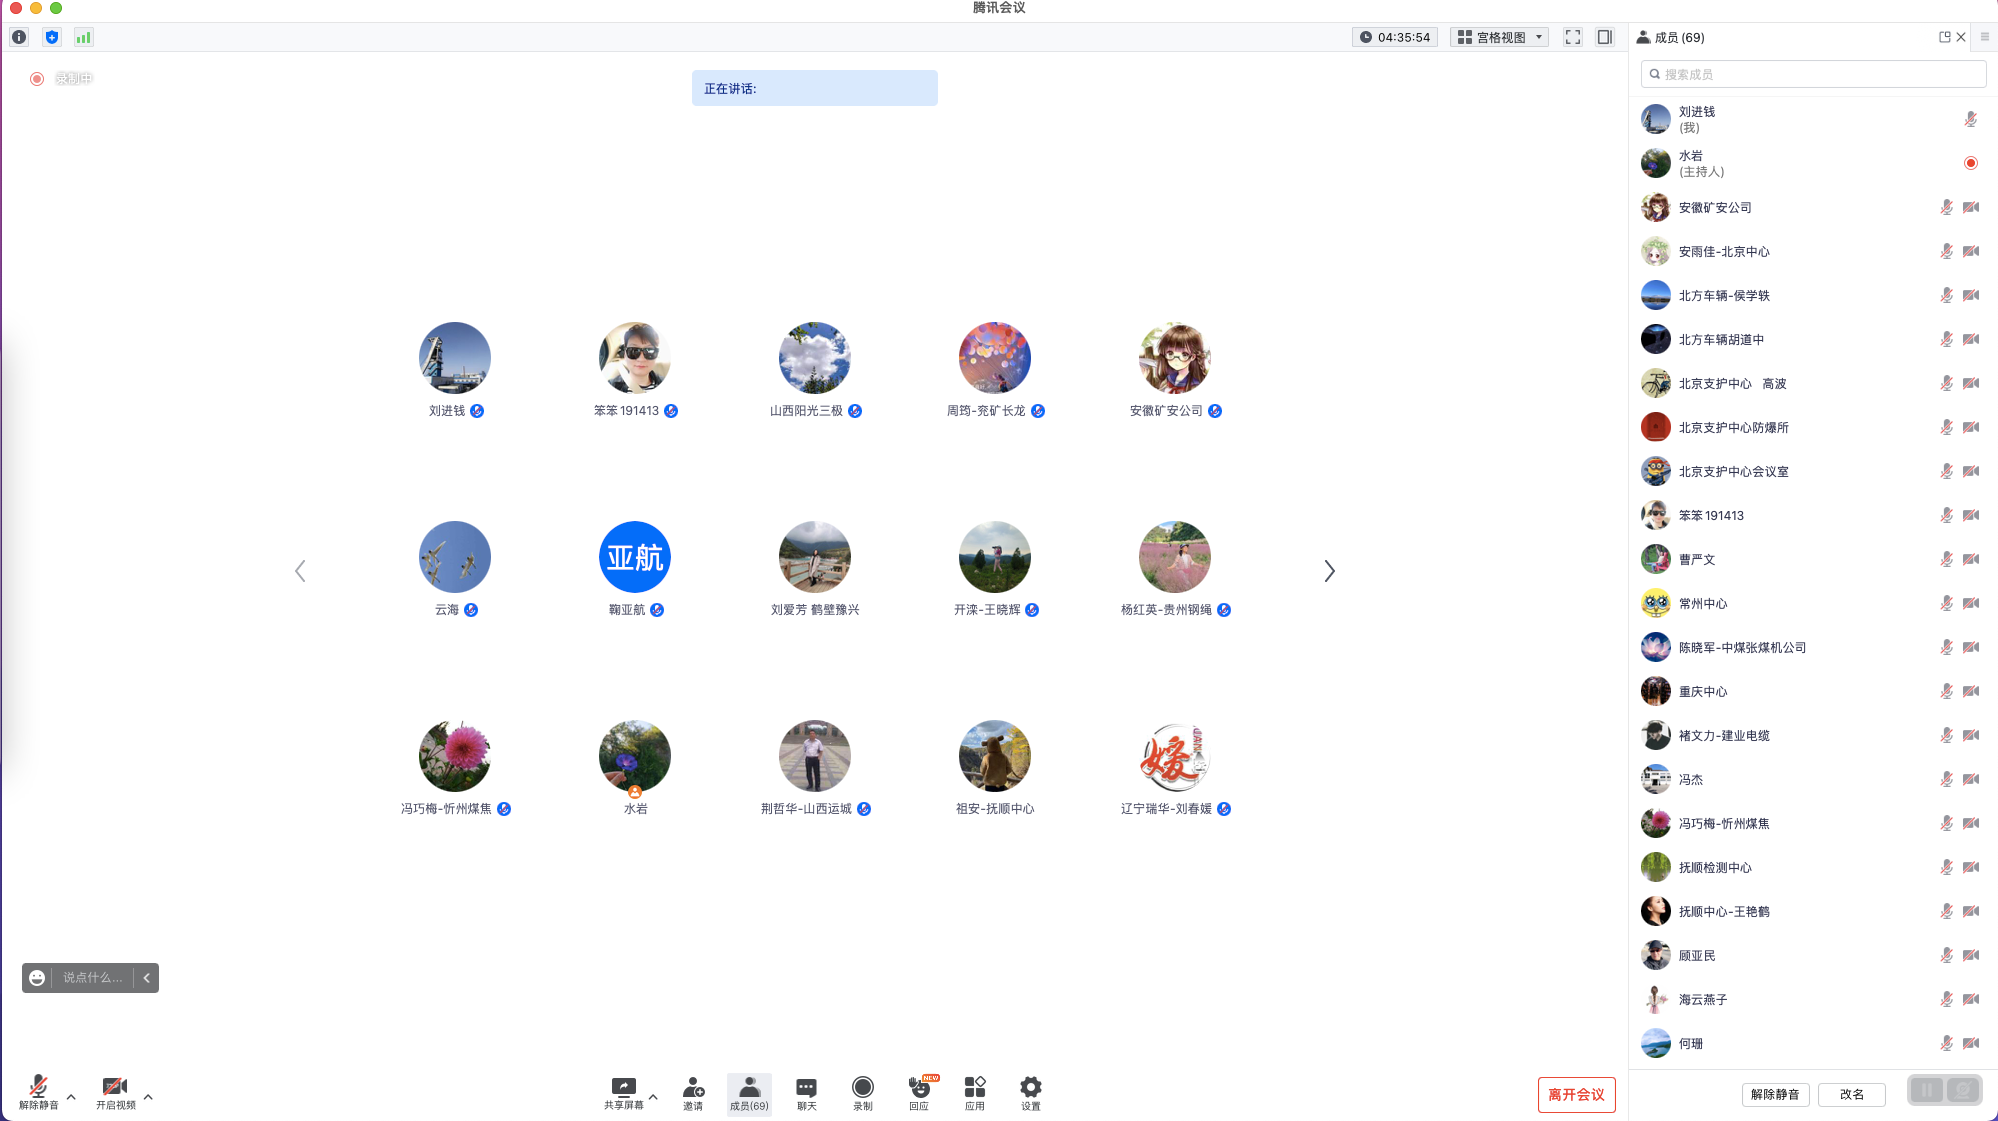 腾讯会议
04:35:54
宫格视图
成员 (69)
录制中
正在讲话:
搜索成员
刘进钱
(我)
水岩
(主持人)
安徽矿安公司
安雨佳-北京中心
北方车辆-侯学轶
北方车辆胡道中
北京支护中心 高波
北京支护中心防爆所
北京支护中心会议室
笨笨191413
曹严文
常州中心
陈晓军-中煤张煤机公司
重庆中心
褚文力-建业电缆
冯杰
冯巧梅-忻州煤焦
抚顺检测中心
抚顺中心-王艳鹤
顾亚民
海云燕子
何珊
刘进钱
笨笨191413
山西阳光三极
周筠-兖矿长龙
安徽矿安公司
亚航
云海
鞠亚航
刘爱芳 鹤壁豫兴
开滦-王晓辉
杨红英-贵州钢绳
媛
冯巧梅-忻州煤焦
水岩
荆哲华-山西运城
祖安-抚顺中心
辽宁瑞华-刘春媛
说点什么...
解除静音
开启视频
共享屏幕
邀请
成员(69)
聊天
录制
NEW
回应
应用
设置
离开会议
解除静音
改名